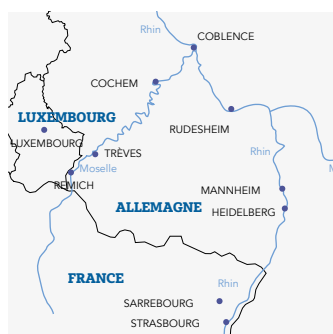 Rhin
COBLENCE
COCHEM
LUXEMBOURG
RUDESHEIM
LUXEMBOURG
TRÈVES
Rhin
Moselle
REMICH
MANNHEIM
ALLEMAGNE
HEIDELBERG
FRANCE
Rhin
SARREBOURG
STRASBOURG